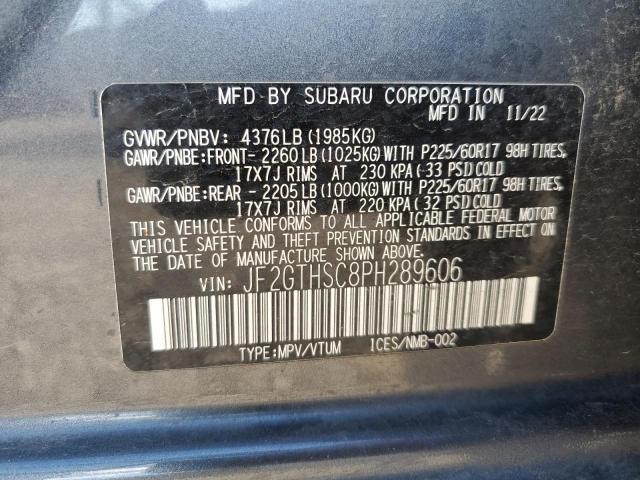 MFD BY SUBARU CORPORATION
MFD IN 11/22
GVWR/PNBV: 4376LB(1985KG)
GAWR/PNBE:FRONT- 2260LB(1025KG)WITH P225/60R17 98H TIRES,
17X7J RIMS AT 230 KPA( 33 PSI)COLD
GAWR/PNBE:REAR - 2205LB(1000KG)WITH P225/60R17 98H TIRES,
17X7J RIMS AT 220 KPA( 32 PSI)COLD
THIS VEHICLE CONFORMS TO ALL APPLICABLE FEDERAL MOTOR
VEHICLE SAFETY AND THEFT PREVENTION STANDARDS IN EFFECT ON
THE DATE OF MANUFACTURE SHOWN ABOVE.
VIN: JF2GTHSC8PH289606
TYPE:MPV/VTUM ICES/NMB-002